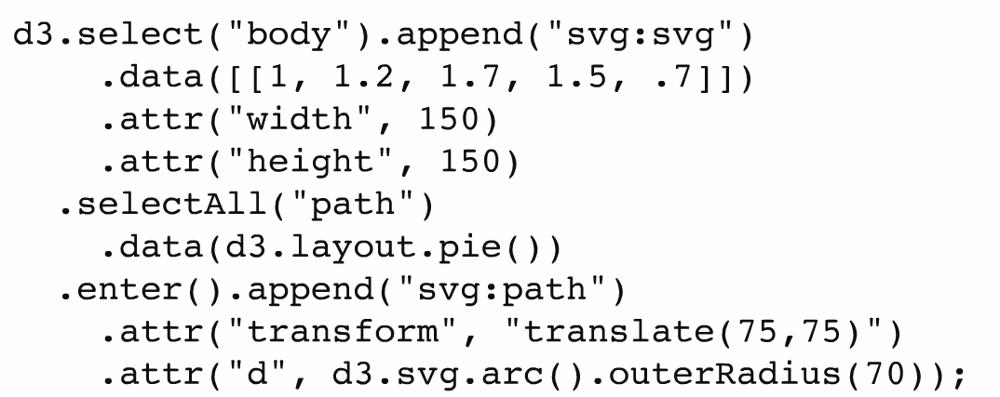 d3.select("body").append("svg:svg")
    .data([[1, 1.2, 1.7, 1.5, .7]])
    .attr("width", 150)
    .attr("height", 150)
  .selectAll("path")
    .data(d3.layout.pie())
  .enter().append("svg:path")
    .attr("transform", "translate(75,75)")
    .attr("d", d3.svg.arc().outerRadius(70));